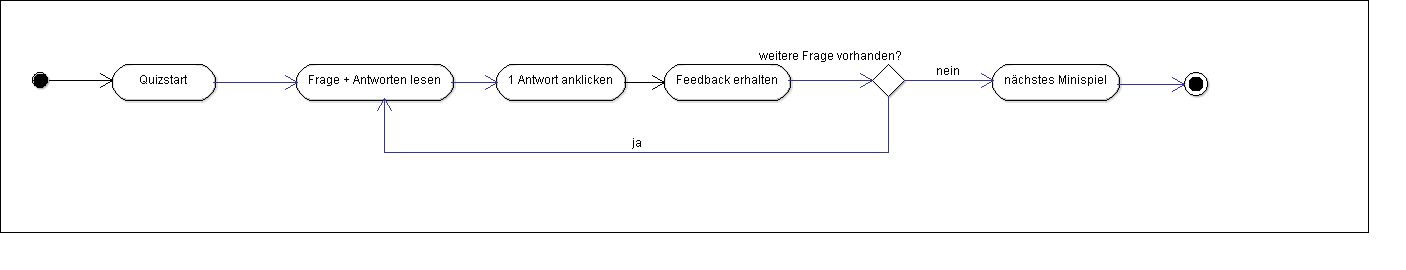 weitere Frage vorhanden?
Quizstart
Frage + Antworten lesen
1 Antwort anklicken
Feedback erhalten
nein
nächstes Minispiel
ja